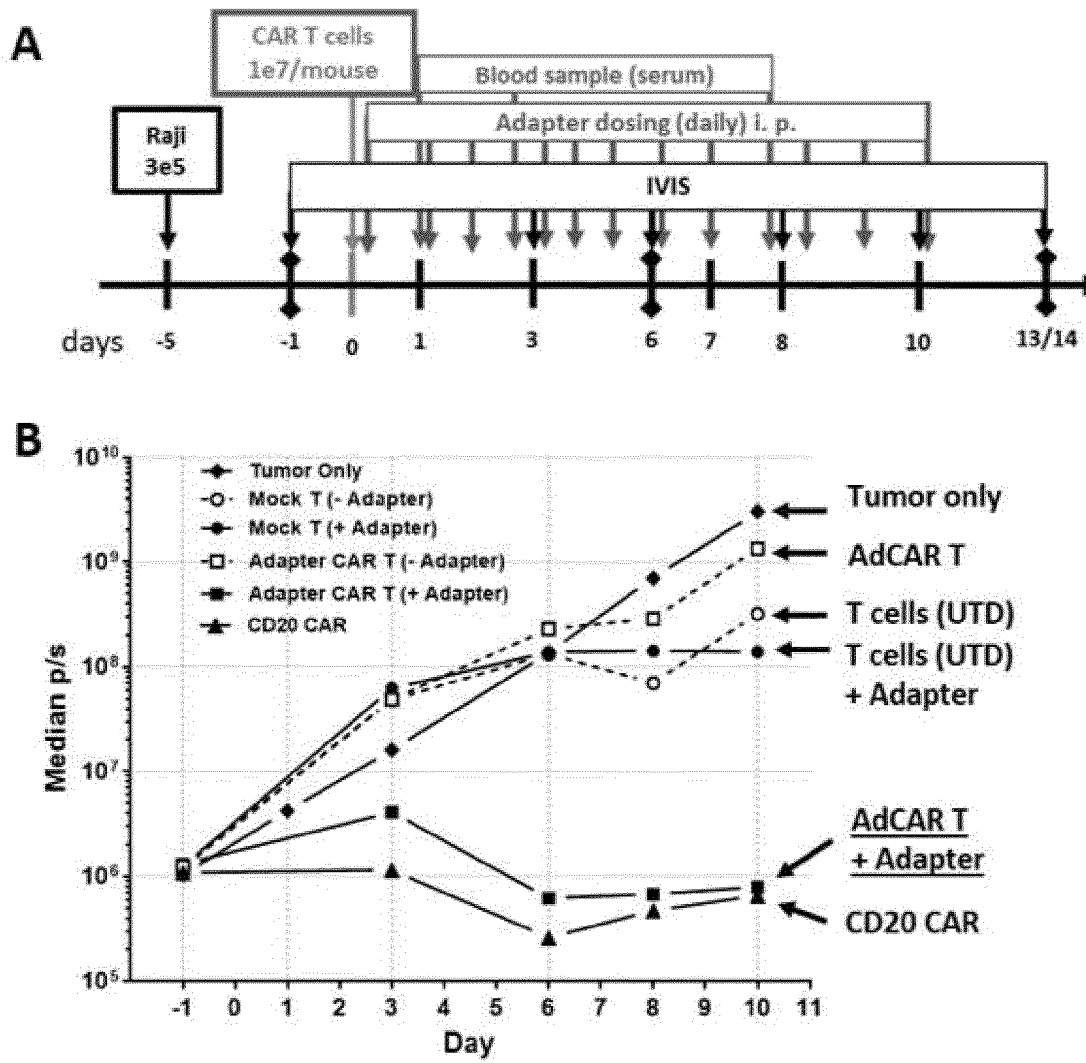 A
CAR T cells
1e7/mouse
Blood sample (serum)
Adapter dosing (daily) i. p.
Raji
3e5
IVIS
days -5 -1 0 1 3 6 7 8 10 13/14
B
10^10
10^9
10^8
10^7
10^6
10^5
Median p/s
Tumor Only
Mock T (- Adapter)
Mock T (+ Adapter)
Adapter CAR T (- Adapter)
Adapter CAR T (+ Adapter)
CD20 CAR
Tumor only
AdCAR T
T cells (UTD)
T cells (UTD)
+ Adapter
AdCAR T
+ Adapter
CD20 CAR
-1 0 1 2 3 4 5 6 7 8 9 10 11
Day